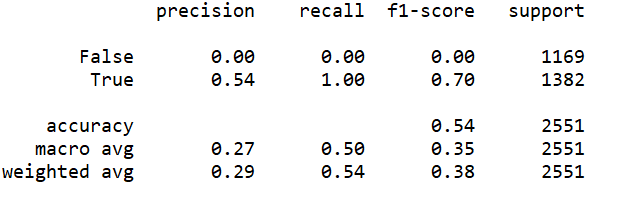 precision recall f1-score support
False 0.00 0.00 0.00 1169
True 0.54 1.00 0.70 1382
accuracy 0.54 2551
macro avg 0.27 0.50 0.35 2551
weighted avg 0.29 0.54 0.38 2551